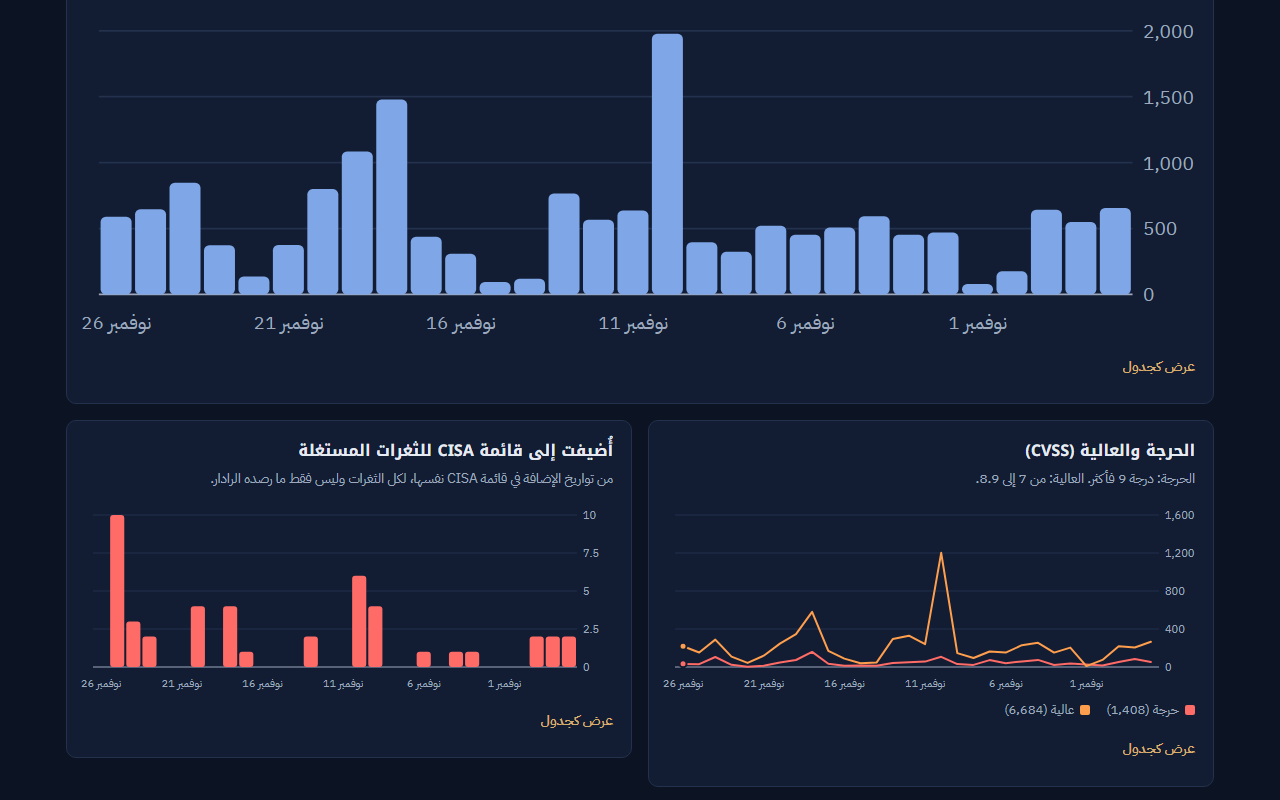 2,000
1,500
1,000
500
0
1 نوفمبر
6 نوفمبر
11 نوفمبر
16 نوفمبر
21 نوفمبر
26 نوفمبر
عرض كجدول
الحرجة والعالية (CVSS)
الحرجة: درجة 9 فأكثر. العالية: من 7 إلى 8.9.
1,600
1,200
800
400
0
1 نوفمبر
6 نوفمبر
11 نوفمبر
16 نوفمبر
21 نوفمبر
26 نوفمبر
حرجة (1,408)
عالية (6,684)
عرض كجدول
أُضيفت إلى قائمة CISA للثغرات المستغلة
من تواريخ الإضافة في قائمة CISA نفسها، لكل الثغرات وليس فقط ما رصده الرادار.
10
7.5
5
2.5
0
1 نوفمبر
6 نوفمبر
11 نوفمبر
16 نوفمبر
21 نوفمبر
26 نوفمبر
عرض كجدول